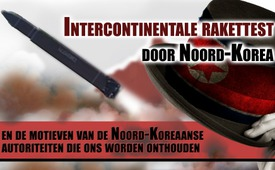 Intercontinentale rakettest
door Noord-Korea
en de motieven van de Noord-Koreaanse
autoriteiten die ons worden onthouden